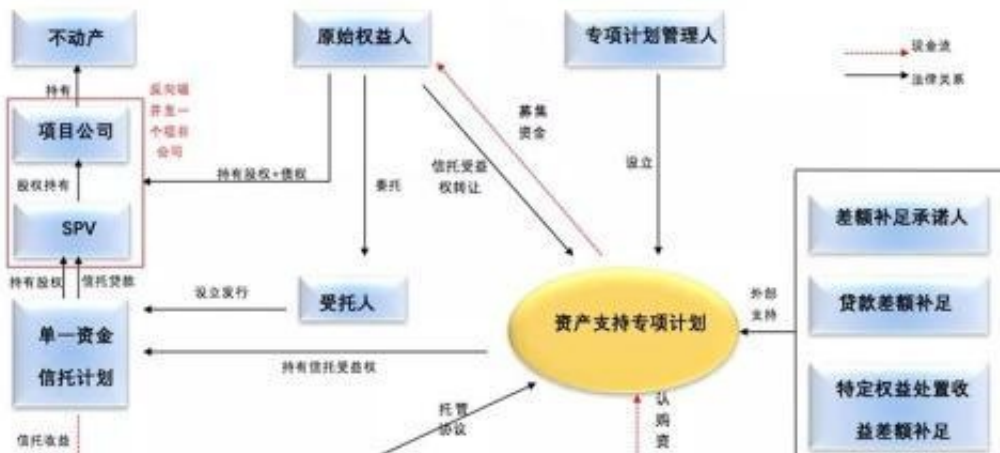 不动产
原始权益人
专项计划管理人
资金流
法律关系
持有
反向吸
并至一
个项目
公司
项目公司
募集
资金
股权持有
持有股权+债权
委托
信托受益
权转让
设立
SPV
差额补足承诺人
持有股权
信托贷款
设立发行
受托人
外部
支持
贷款差额补足
单一资金
信托计划
资产支持专项计划
持有信托受益权
特定权益处置收
益差额补足
托管
协议
认
购
资
信托收益